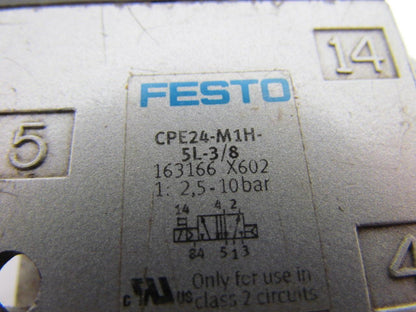 FESTO
14
5
CPE24-M1H-
5L-3/8
163166 X602
1: 2,5-10bar
14 4 2
84 5 1 3
4
Only for use in
class 2 circuits
c US